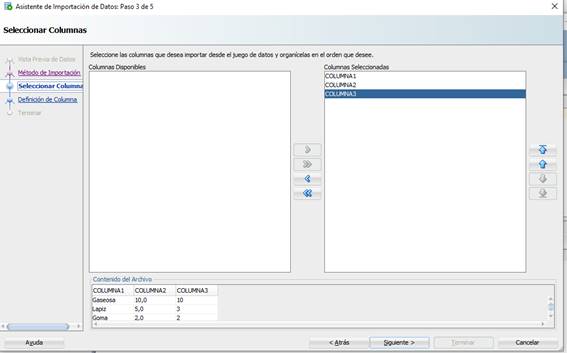 Asistente de Importación de Datos: Paso 3 de 5
Seleccionar Columnas
Vista Previa de Datos
Método de Importación
Seleccionar Columna
Definición de Columna
Terminar
Seleccione las columnas que desea importar desde el juego de datos y organícelas en el orden que desee.
Columnas Disponibles
Columnas Seleccionadas
COLUMNA1
COLUMNA2
COLUMNA3
Contenido del Archivo
COLUMNA1 COLUMNA2 COLUMNA3
Gaseosa 10,0 10
Lapiz 5,0 3
Goma 2,0 2
Ayuda
< Atrás
Siguiente >
Terminar
Cancelar